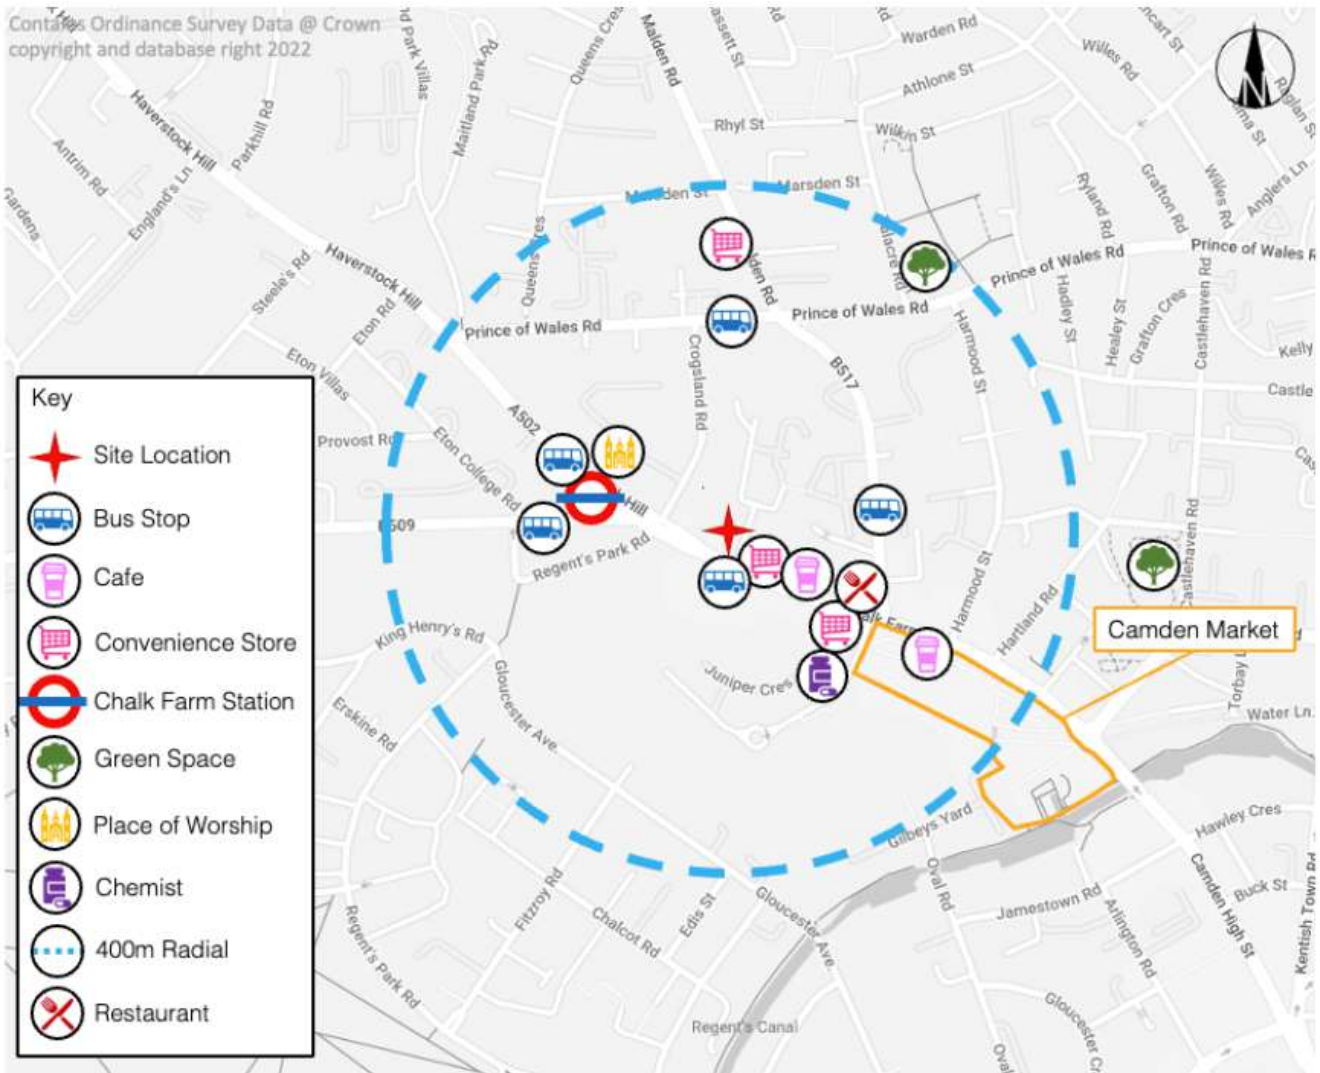 Contains Ordinance Survey Data @ Crown
copyright and database right 2022
Haverstock Hill
Parkhill Rd
Antrim Rd
England's Ln
Gardens
Maitland Park Rd
Queens Cres
Malden Rd
Rhyl St
Warden Rd
Athlone St
Wilkin St
Willes Rd
Marsden St
Marsden St
Ryland Rd
Grafton Rd
Willes Rd
Anglers Ln
N
Haverstock Hill
Steele's Rd
Eton Rd
Eton Villas
Prince of Wales Rd
Prince of Wales Rd
Prince of Wales Rd
Prince of Wales R
Crogsland Rd
B517
Harmood St
Hadley St
Healey St
Grafton Cres
Castlehaven Rd
Kelly
Castle
A502
Provost Rd
Eton College Rd
Hill
Regent's Park Rd
King Henry's Rd
Gloucester Ave.
Erskine Rd
Juniper Cres
Harmood St
Hartland Rd
Castlehaven Rd
Camden Market
Water Ln
Gilbeys Yard
Oval Rd
Jamestown Rd
Arlington Rd
Hawley Cres
Buck St
Camden High St
Kentish Town Rd
Fitzroy Rd
Chalcot Rd
Edis St
Gloucester Ave.
Regent's Park Rd
Regent's Canal
Gloucester Cr
Oval
Key
Site Location
Bus Stop
Cafe
Convenience Store
Chalk Farm Station
Green Space
Place of Worship
Chemist
400m Radial
Restaurant